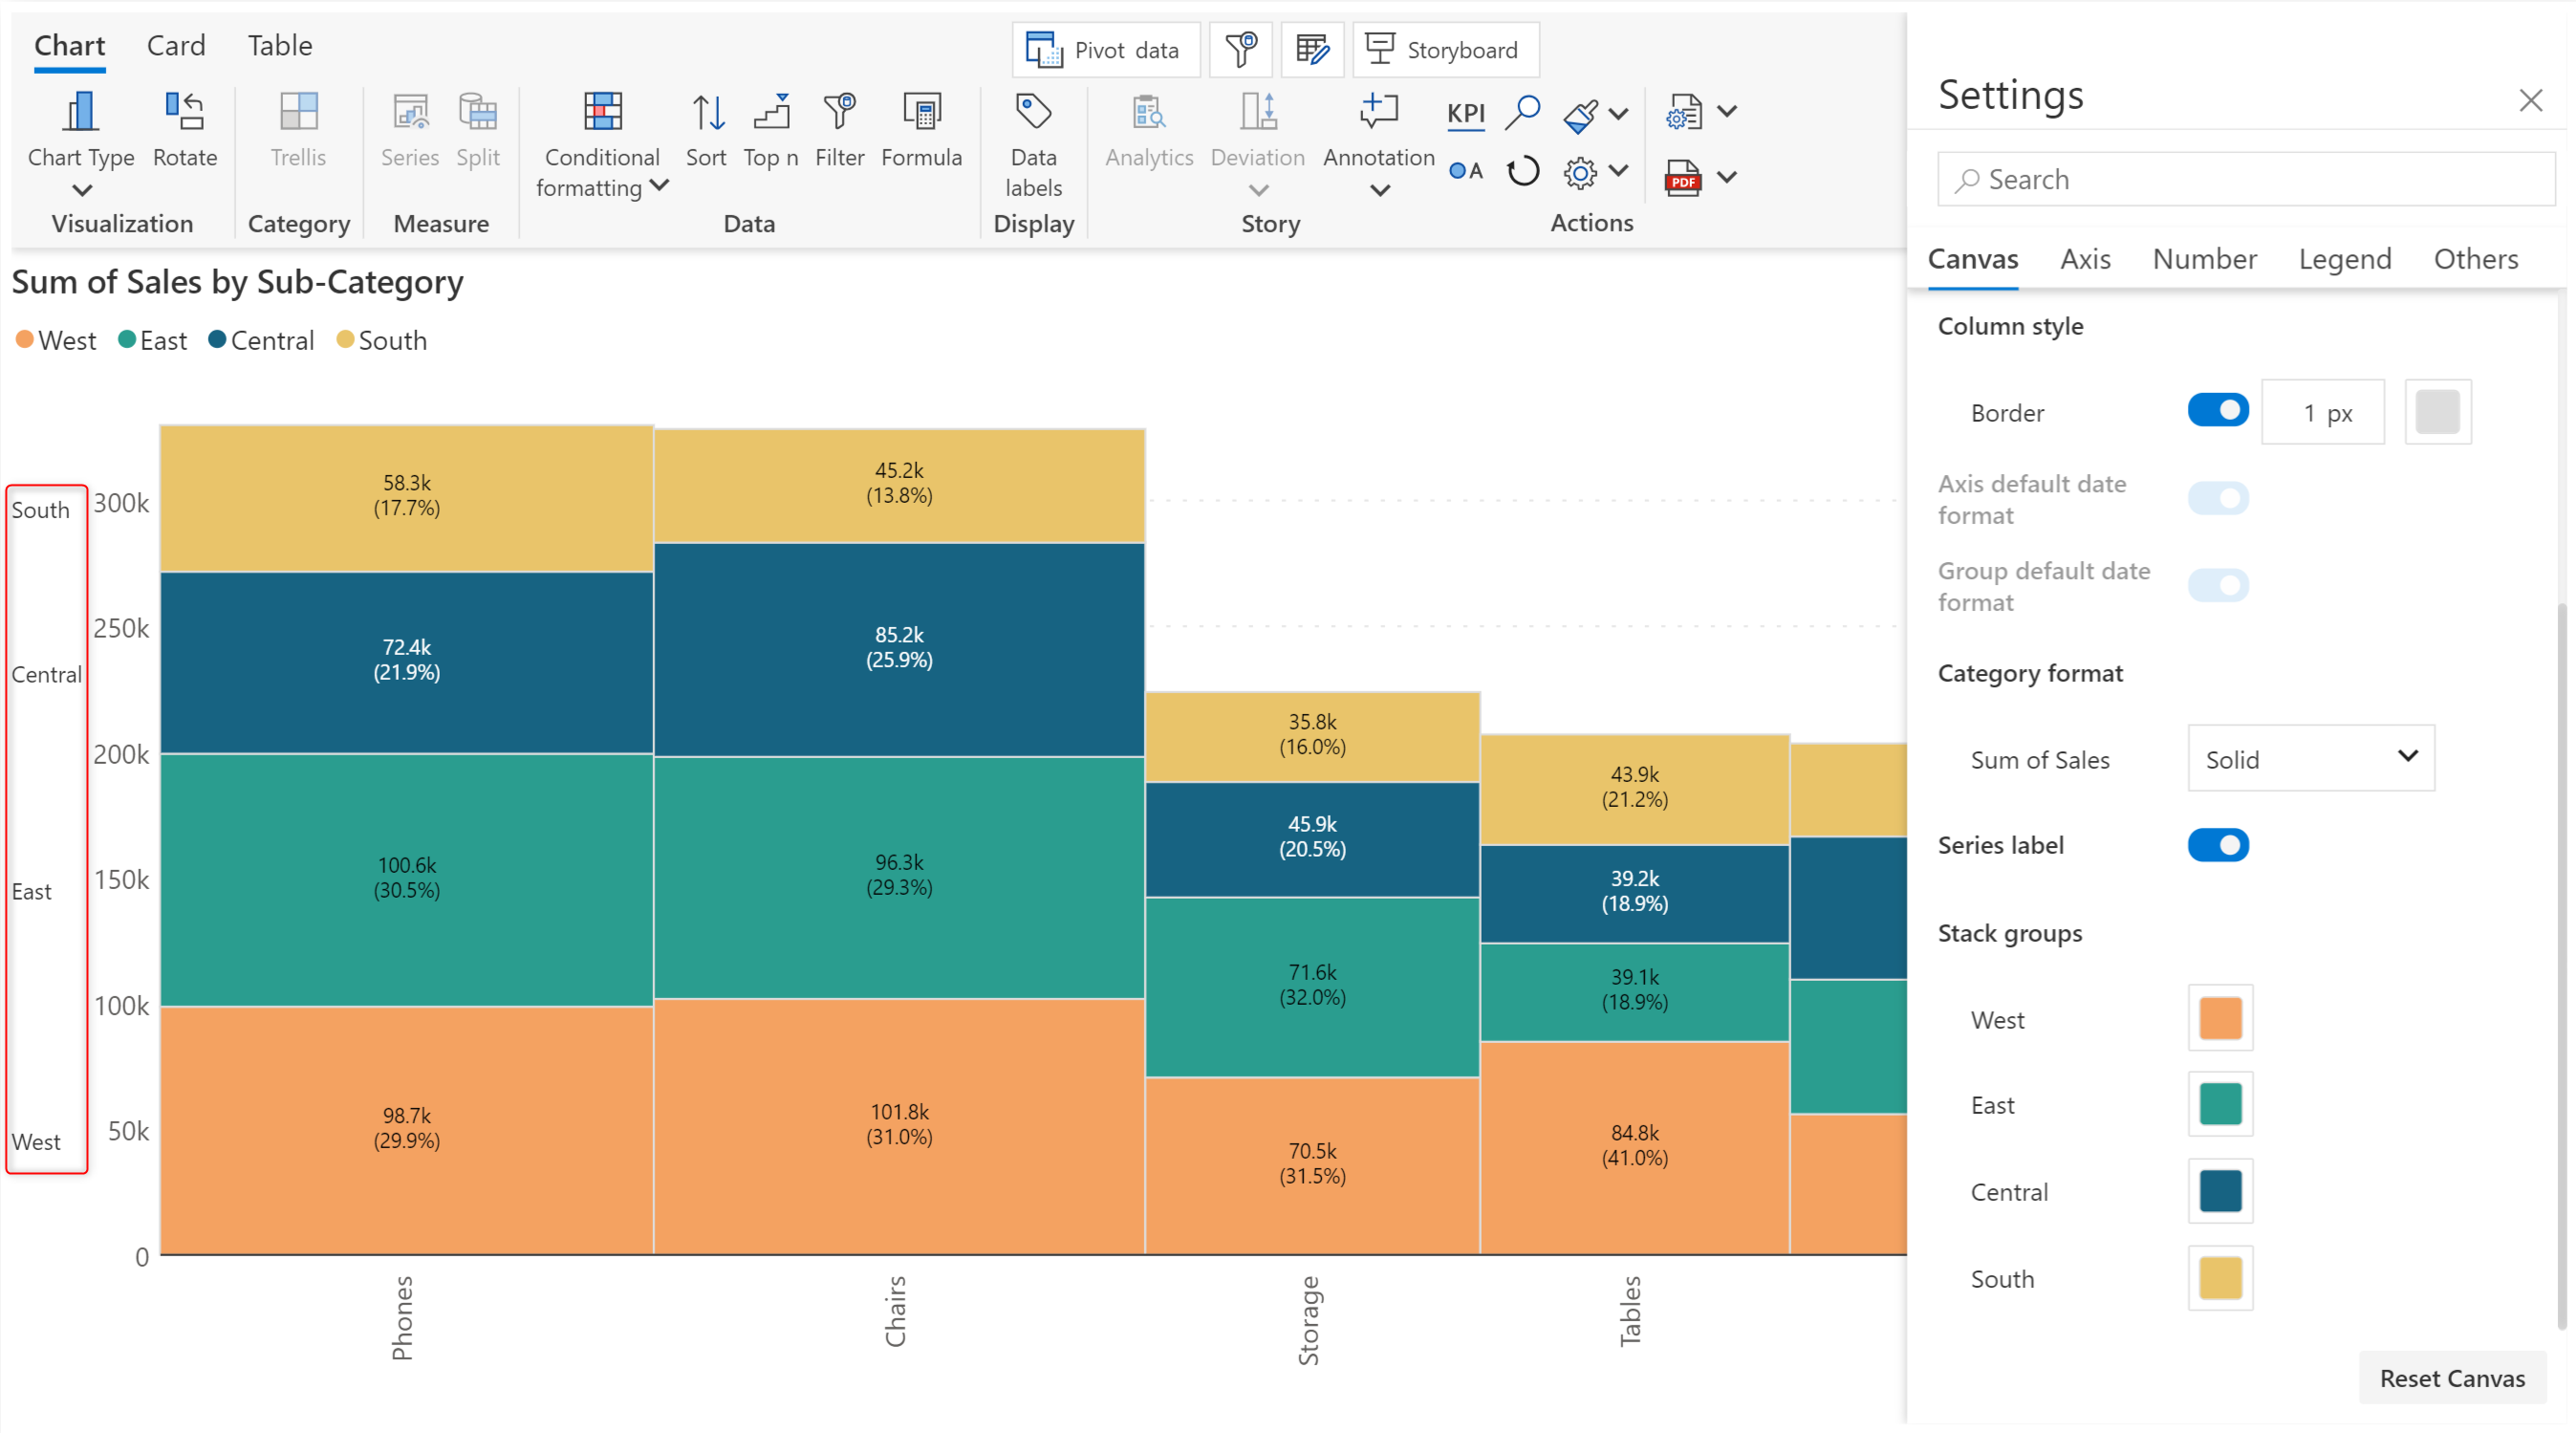 Chart Card Table
Pivot data
Storyboard
Chart Type Rotate
Trellis
Series Split
Conditional
formatting
Sort Top n Filter Formula
Data
labels
Analytics Deviation Annotation
KPI
A
PDF
Visualization Category Measure Data Display Story Actions
Sum of Sales by Sub-Category
West East Central South
South
Central
East
West
300k
250k
200k
150k
100k
50k
0
58.3k
(17.7%)
72.4k
(21.9%)
100.6k
(30.5%)
98.7k
(29.9%)
45.2k
(13.8%)
85.2k
(25.9%)
96.3k
(29.3%)
101.8k
(31.0%)
35.8k
(16.0%)
45.9k
(20.5%)
71.6k
(32.0%)
70.5k
(31.5%)
43.9k
(21.2%)
39.2k
(18.9%)
39.1k
(18.9%)
84.8k
(41.0%)
Phones
Chairs
Storage
Tables
Settings
Search
Canvas Axis Number Legend Others
Column style
Border 1 px
Axis default date
format
Group default date
format
Category format
Sum of Sales Solid
Series label
Stack groups
West
East
Central
South
Reset Canvas